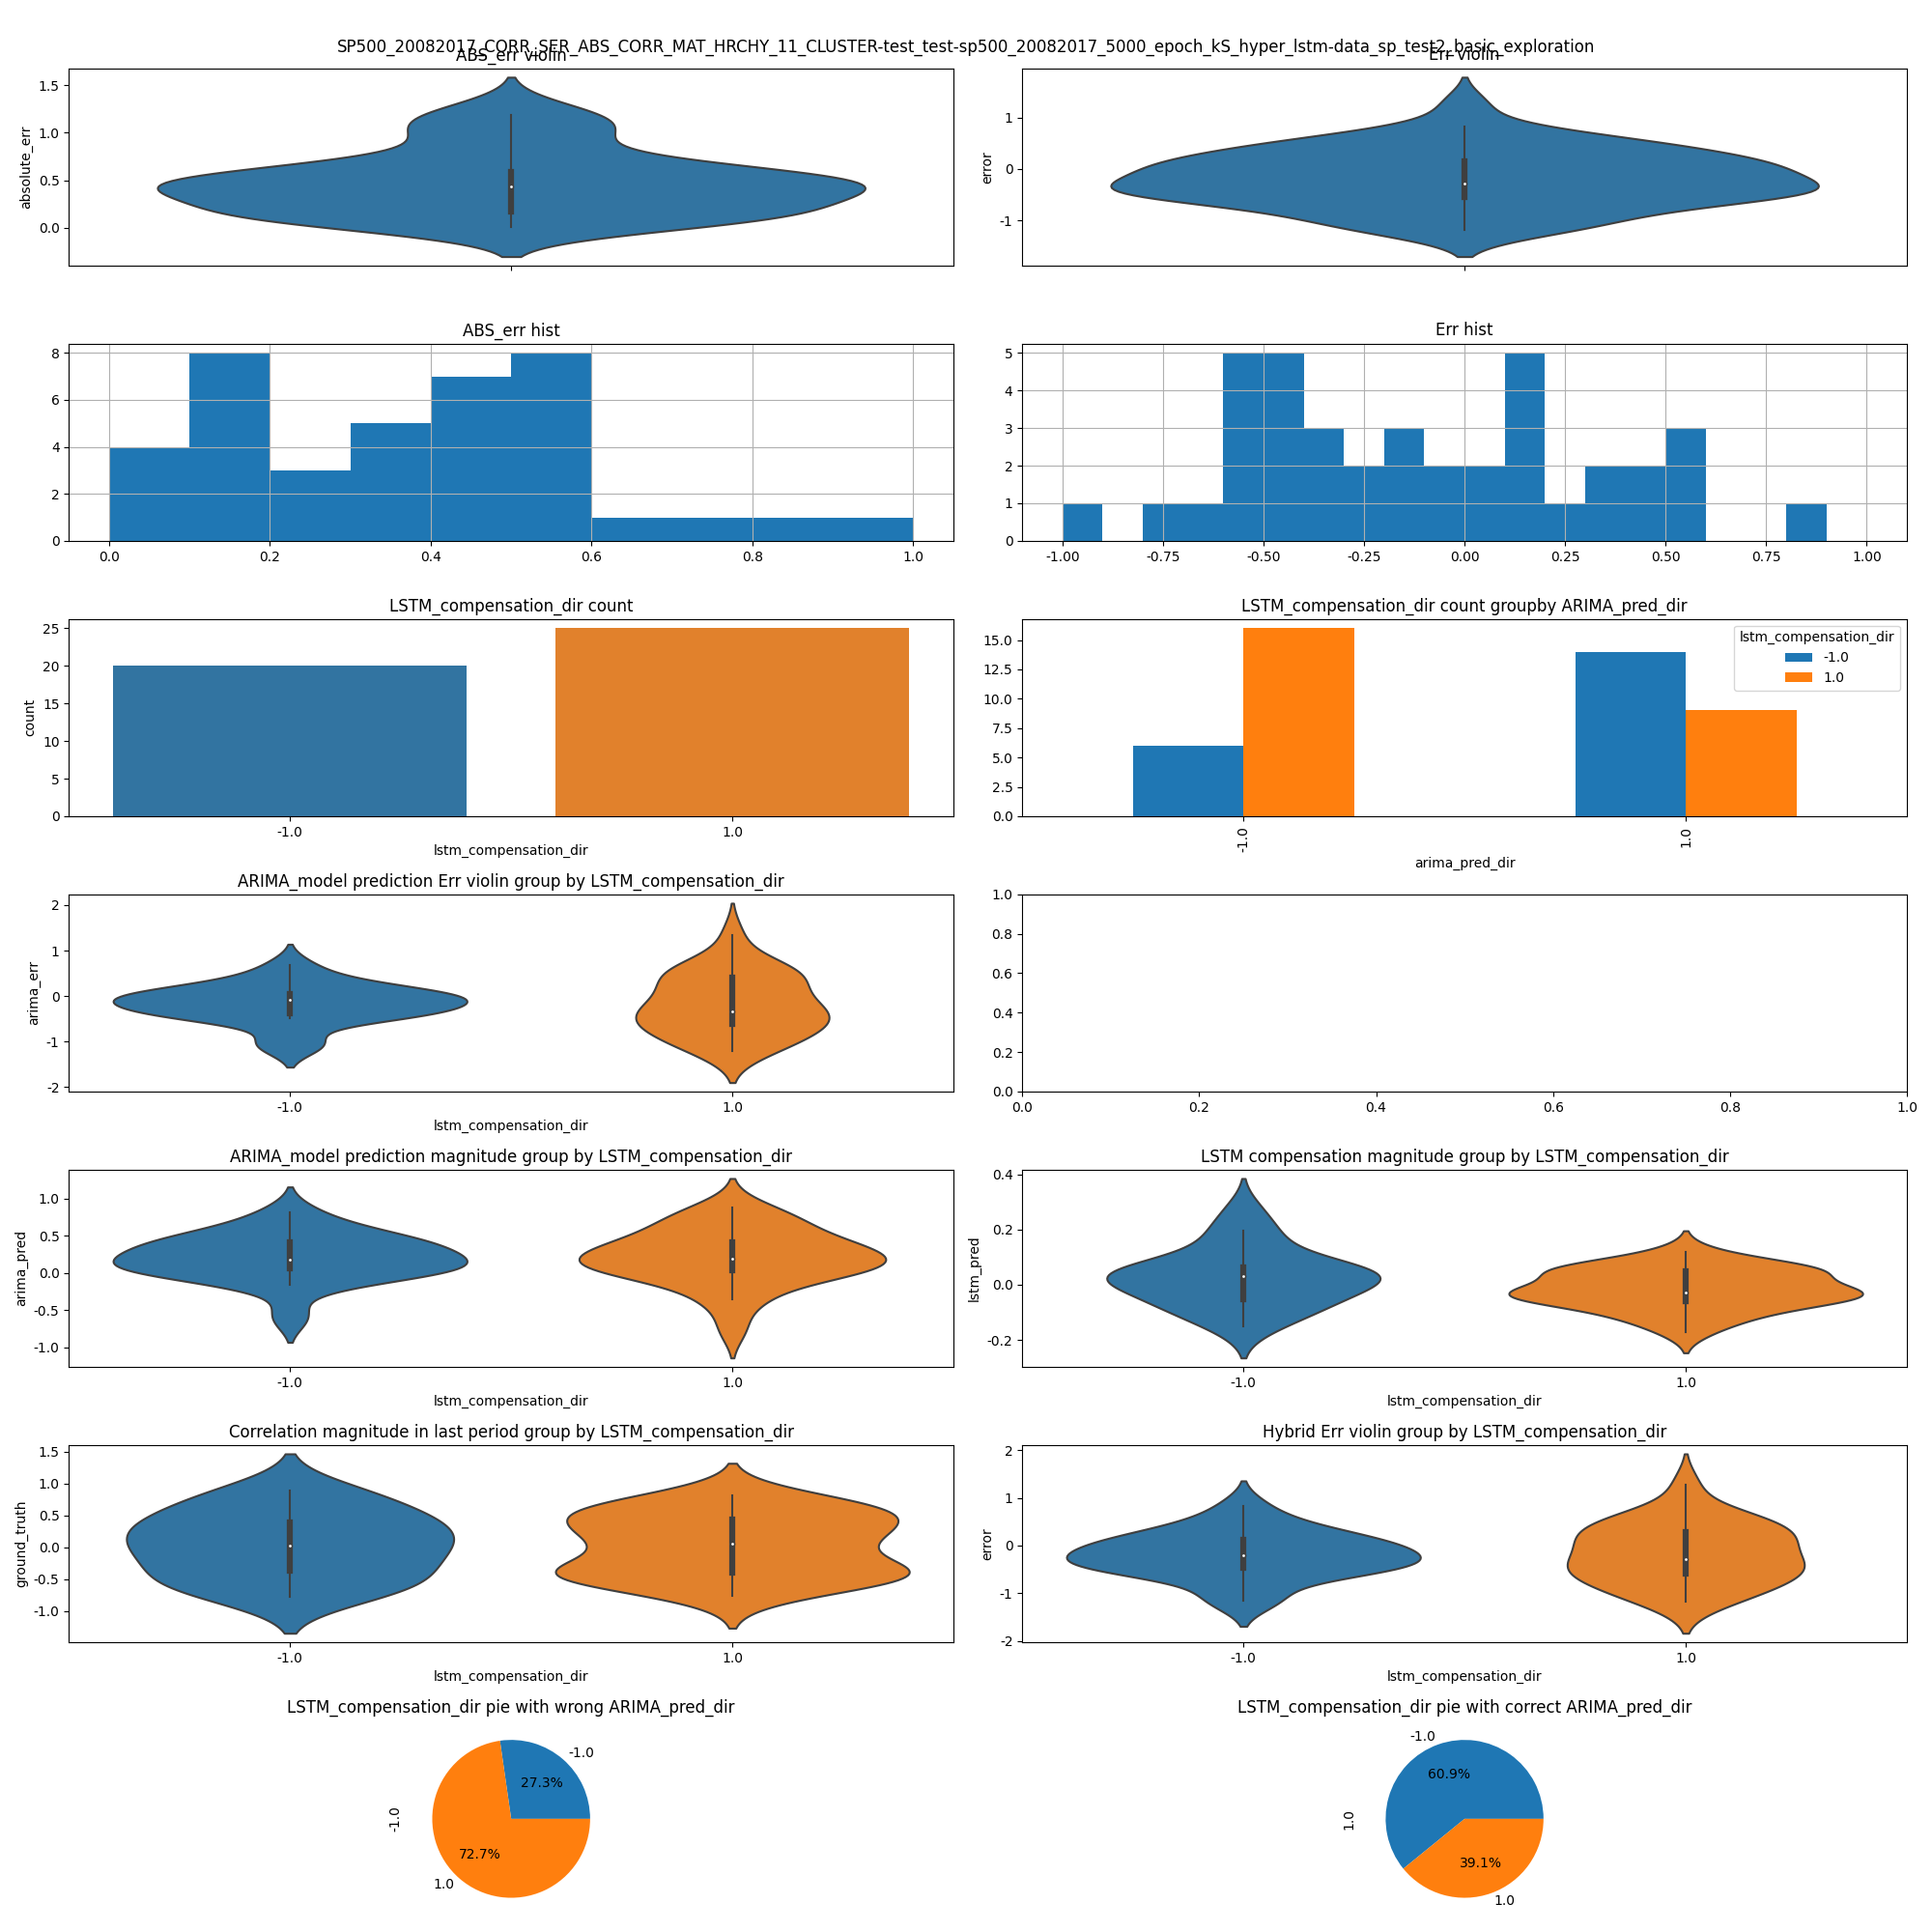 SP500_20082017_CORR_SER_ABS_CORR_MAT_HRCHY_11_CLUSTER-test_test-sp500_20082017_5000_epoch_kS_hyper_lstm-data_sp_test2_basic_exploration
ABS_err violin
Err violin
1.5
1.0
0.5
0.0
absolute_err
1
0
-1
error
ABS_err hist
Err hist
8
6
4
2
0
0.0 0.2 0.4 0.6 0.8 1.0
5
4
3
2
1
0
-1.00 -0.75 -0.50 -0.25 0.00 0.25 0.50 0.75 1.00
LSTM_compensation_dir count
LSTM_compensation_dir count groupby ARIMA_pred_dir
25
20
15
10
5
0
count
-1.0 1.0
lstm_compensation_dir
15.0
12.5
10.0
7.5
5.0
2.5
0.0
lstm_compensation_dir
-1.0
1.0
-1.0 1.0
arima_pred_dir
ARIMA_model prediction Err violin group by LSTM_compensation_dir
2
1
0
-1
-2
arima_err
-1.0 1.0
lstm_compensation_dir
1.0
0.8
0.6
0.4
0.2
0.0
0.0 0.2 0.4 0.6 0.8 1.0
ARIMA_model prediction magnitude group by LSTM_compensation_dir
LSTM compensation magnitude group by LSTM_compensation_dir
1.0
0.5
0.0
-0.5
-1.0
arima_pred
-1.0 1.0
lstm_compensation_dir
0.4
0.2
0.0
-0.2
lstm_pred
-1.0 1.0
lstm_compensation_dir
Correlation magnitude in last period group by LSTM_compensation_dir
Hybrid Err violin group by LSTM_compensation_dir
1.5
1.0
0.5
0.0
-0.5
-1.0
ground_truth
-1.0 1.0
lstm_compensation_dir
2
1
0
-1
-2
error
-1.0 1.0
lstm_compensation_dir
LSTM_compensation_dir pie with wrong ARIMA_pred_dir
LSTM_compensation_dir pie with correct ARIMA_pred_dir
-1.0
27.3%
-1.0
72.7%
1.0
-1.0
60.9%
1.0
39.1%
1.0